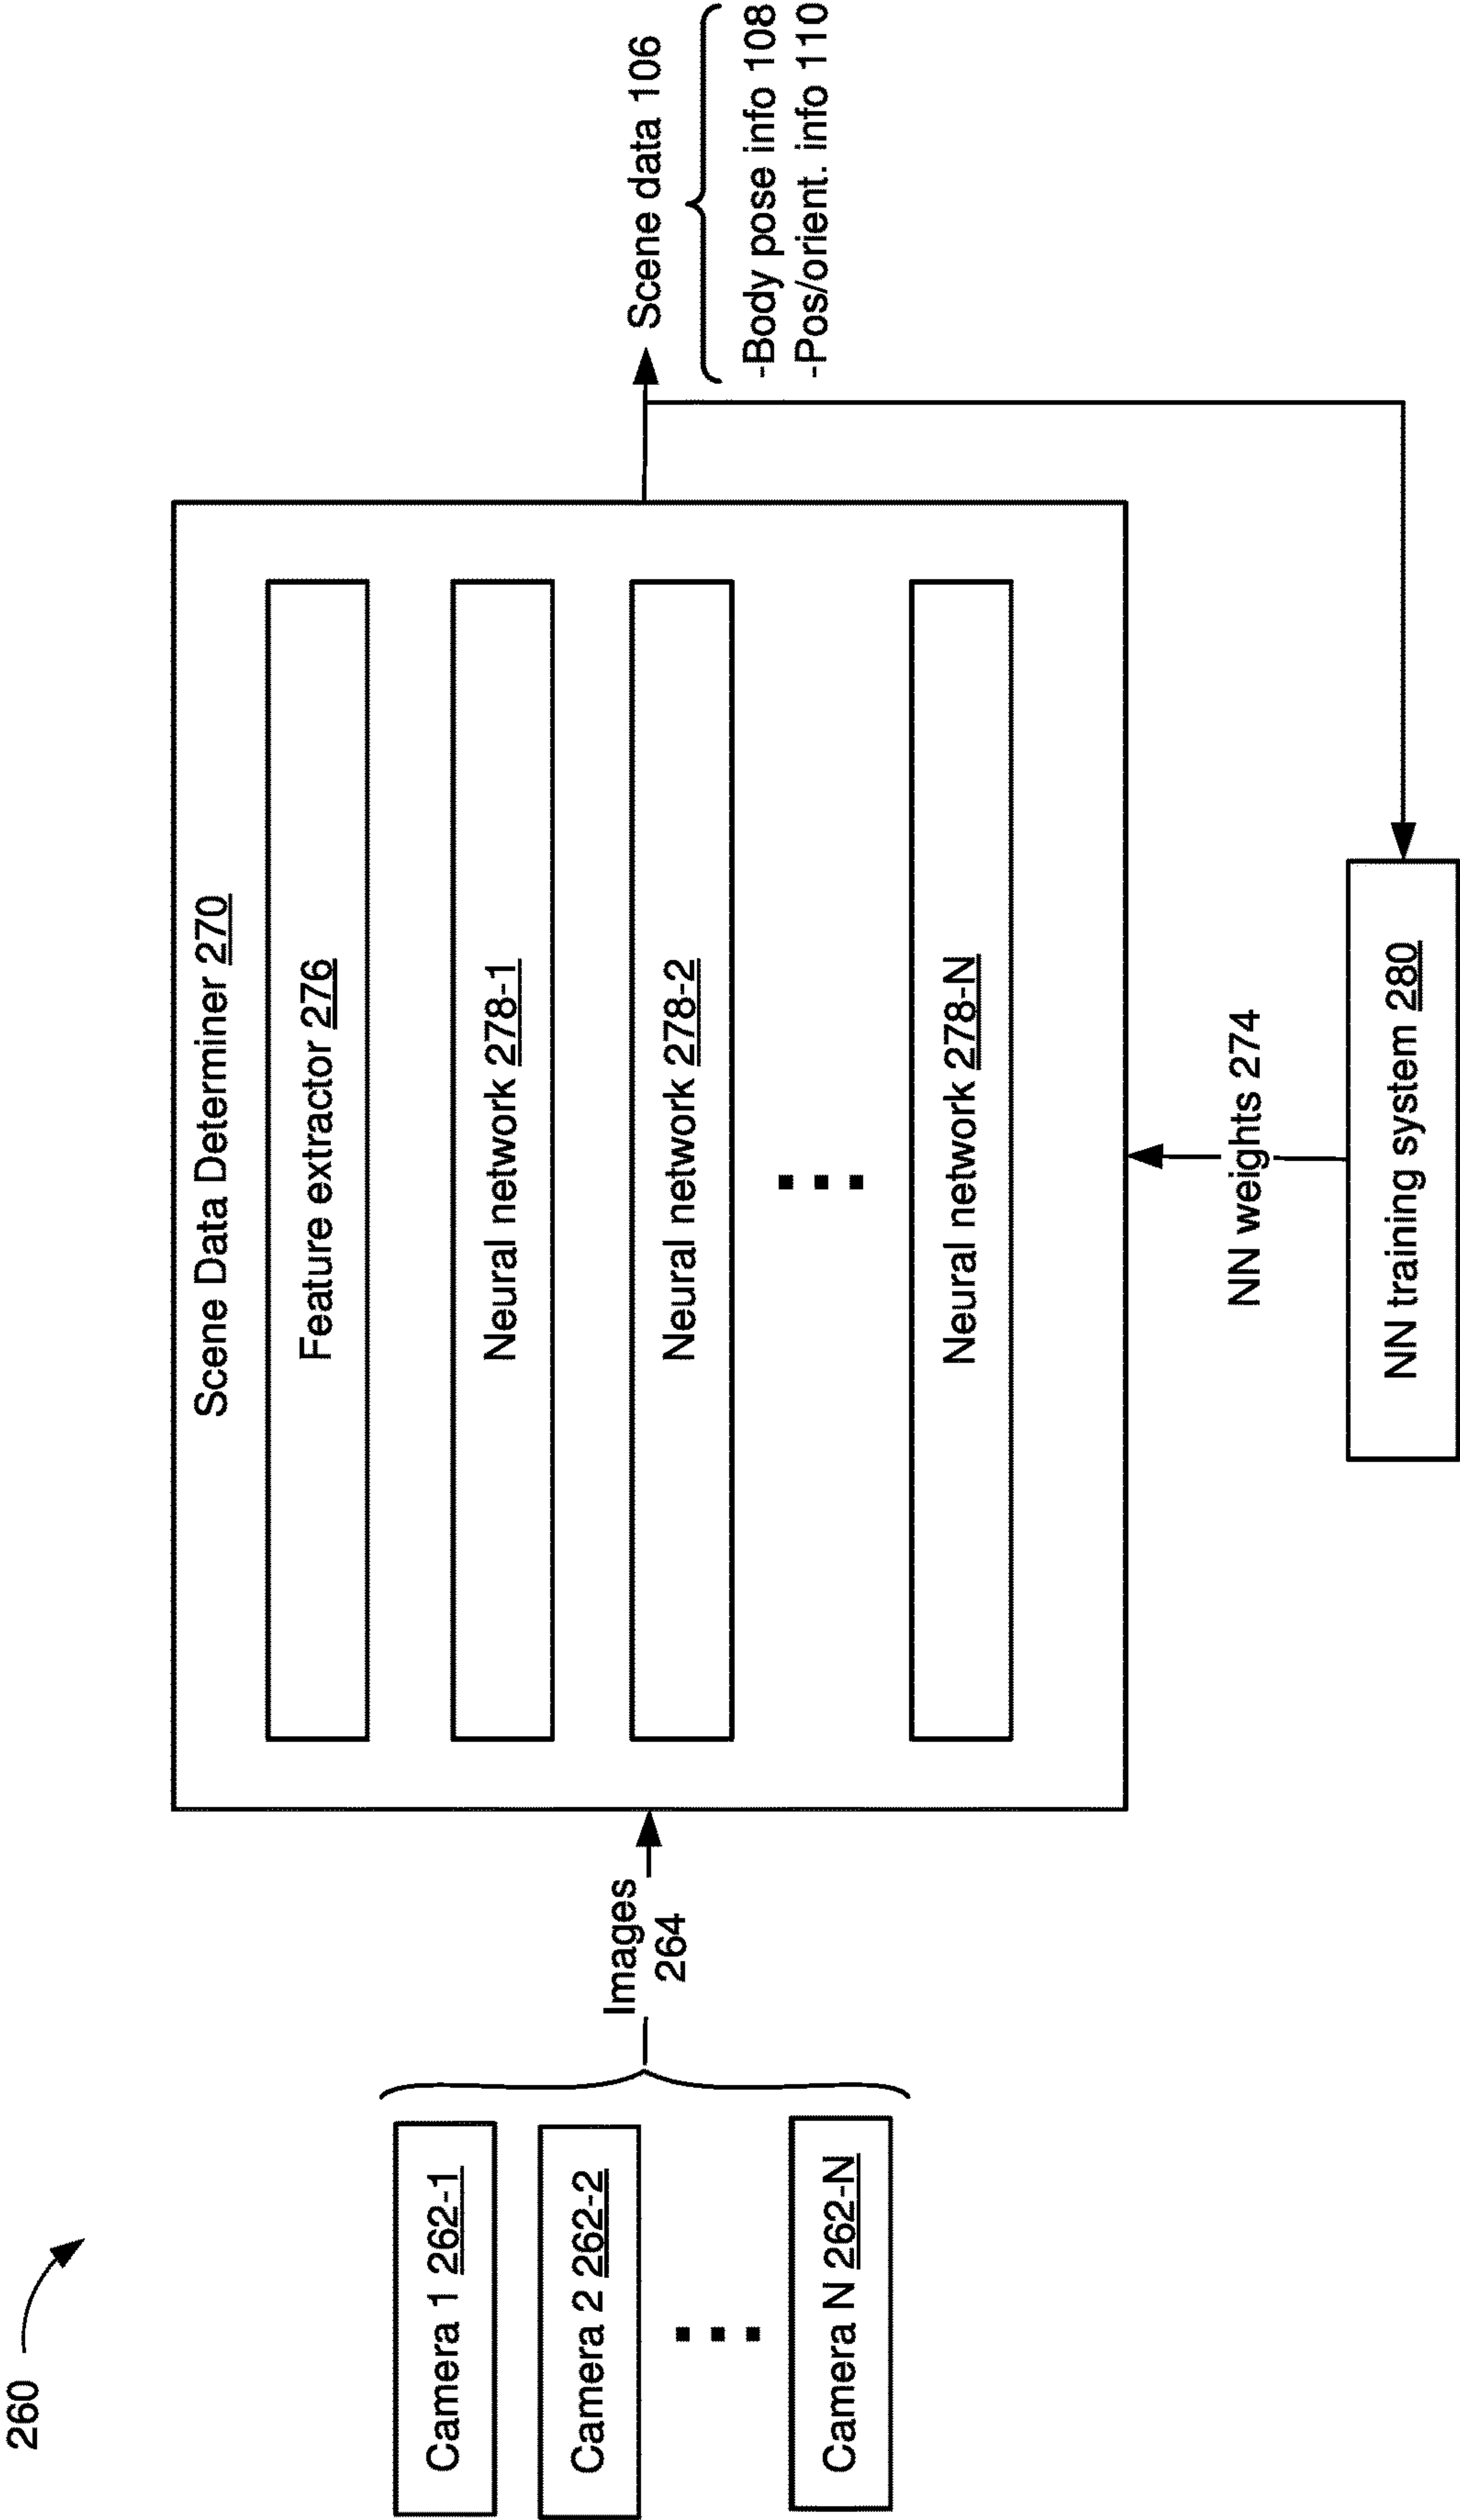 260
Camera 1 262-1
Camera 2 262-2
Camera N 262-N
Images
264
Scene Data Determiner 270
Feature extractor 276
Neural network 278-1
Neural network 278-2
Neural network 278-N
NN weights 274
NN training system 280
Scene data 106
-Body pose info 108
-Pos/orient. info 110